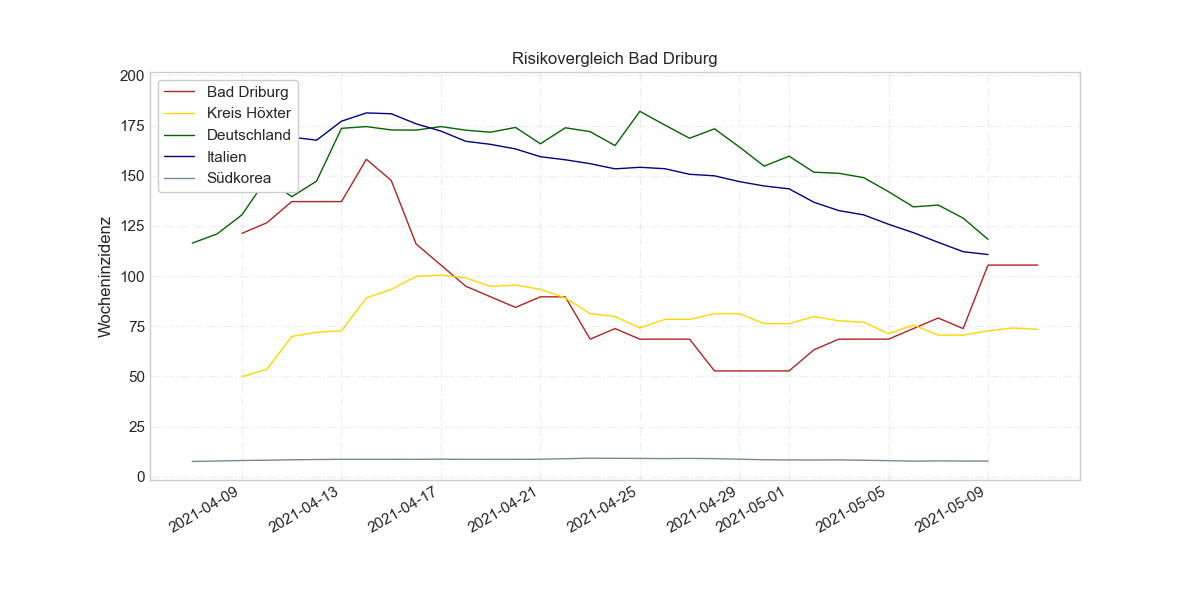 Risikovergleich Bad Driburg
Wocheninzidenz
200
175
150
125
100
75
50
25
0
Bad Driburg
Kreis Höxter
Deutschland
Italien
Südkorea
2021-04-09
2021-04-13
2021-04-17
2021-04-21
2021-04-25
2021-04-29
2021-05-01
2021-05-05
2021-05-09